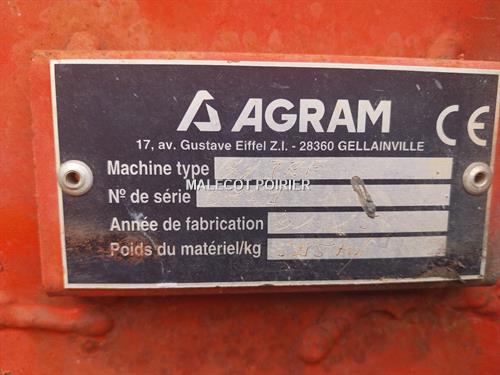 AGRAM
CE
17, av. Gustave Eiffel Z.I. - 28360 GELLAINVILLE
Machine type
MALECOT POIRIER
N° de série
Année de fabrication
Poids du matériel/kg